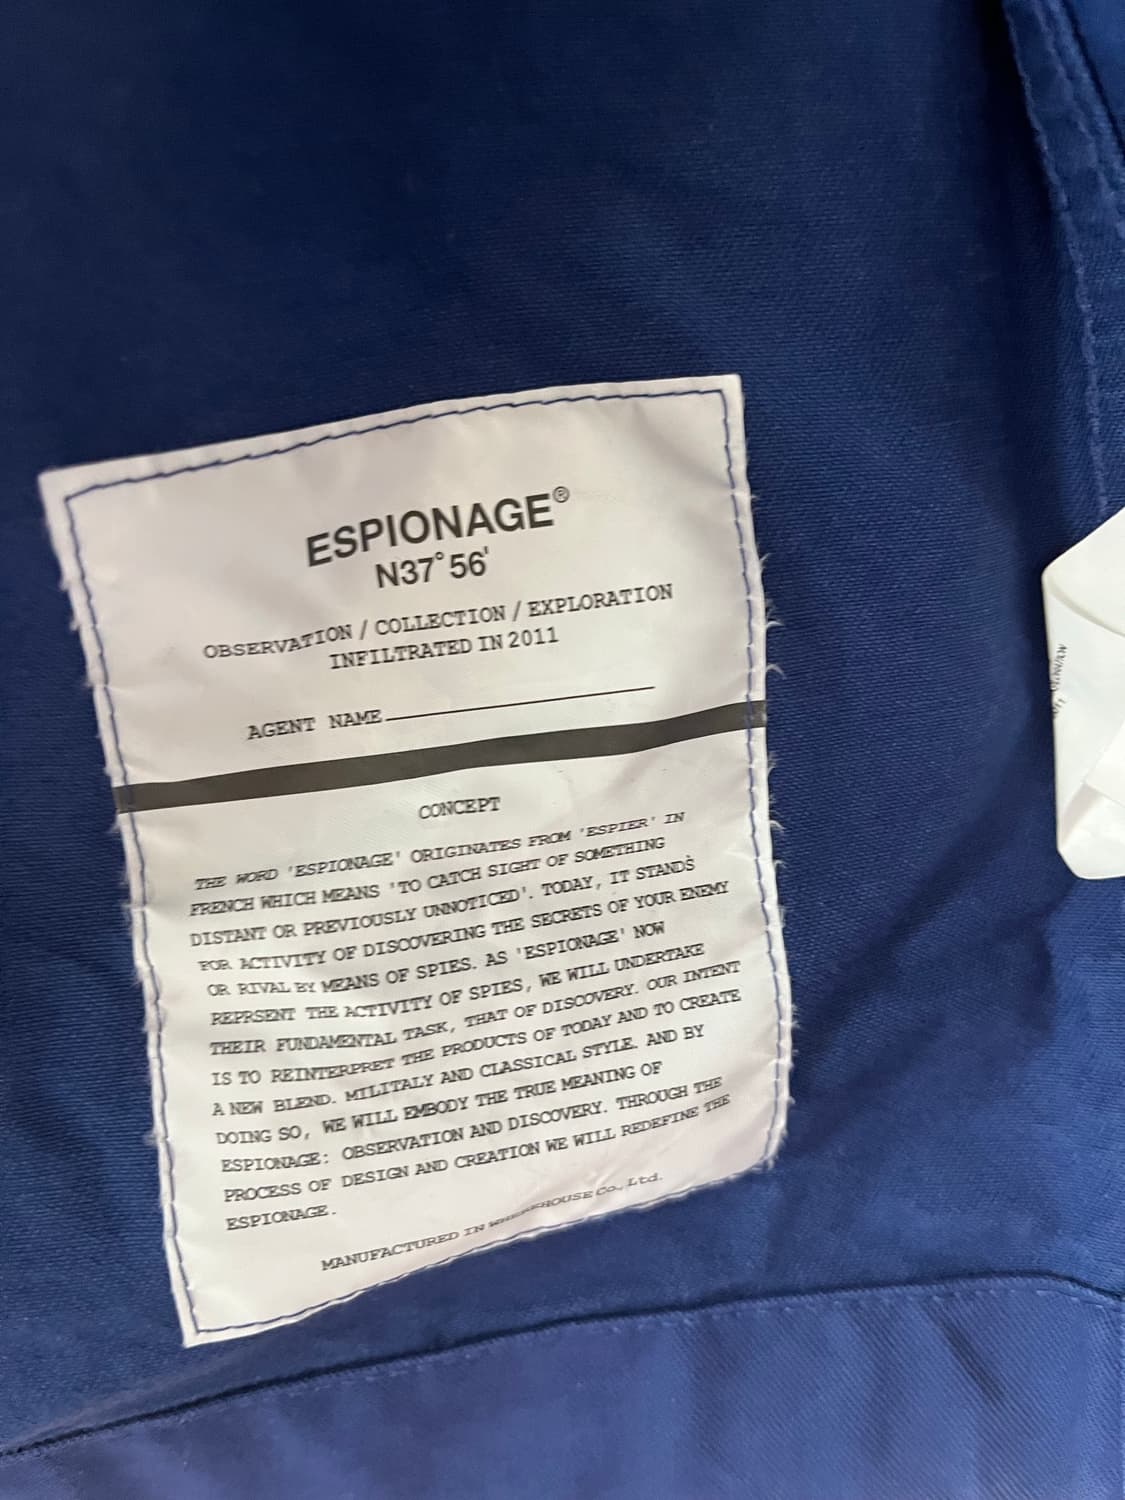 ESPIONAGE®
N37°56'
OBSERVATION / COLLECTION / EXPLORATION
INFILTRATED IN 2011
AGENT NAME
CONCEPT
THE WORD 'ESPIONAGE' ORIGINATES FROM 'ESPIER' IN
FRENCH WHICH MEANS 'TO CATCH SIGHT OF SOMETHING
DISTANT OR PREVIOUSLY UNNOTICED'. TODAY, IT STANDS
FOR ACTIVITY OF DISCOVERING THE SECRETS OF YOUR ENEMY
OR RIVAL BY MEANS OF SPIES. AS 'ESPIONAGE' NOW
REPRSENT THE ACTIVITY OF SPIES, WE WILL UNDERTAKE
THEIR FUNDAMENTAL TASK, THAT OF DISCOVERY. OUR INTENT
IS TO REINTERPRET THE PRODUCTS OF TODAY AND TO CREATE
A NEW BLEND. MILITALY AND CLASSICAL STYLE. AND BY
DOING SO, WE WILL EMBODY THE TRUE MEANING OF
ESPIONAGE: OBSERVATION AND DISCOVERY. THROUGH THE
PROCESS OF DESIGN AND CREATION WE WILL REDEFINE THE
ESPIONAGE.
MANUFACTURED IN WHEREHOUSE Co., Ltd.